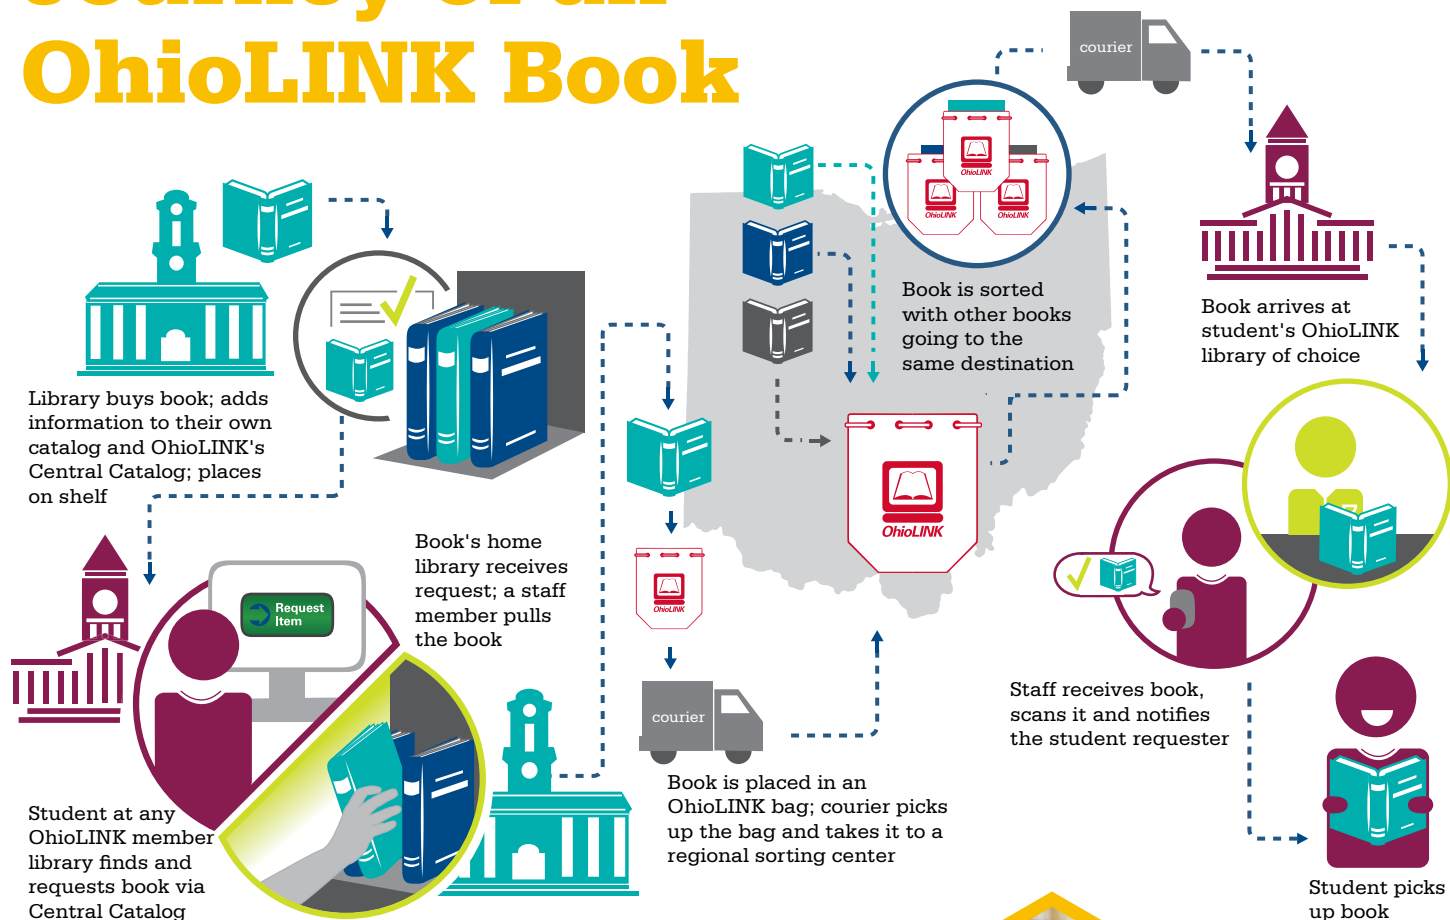 Journey of an
OhioLINK Book
courier
OhioLINK
OhioLINK
OhioLINK
Library buys book; adds
information to their own
catalog and OhioLINK's
Central Catalog; places
on shelf
Request
Item
Student at any
OhioLINK member
library finds and
requests book via
Central Catalog
Book's home
library receives
request; a staff
member pulls
the book
OhioLINK
courier
Book is placed in an
OhioLINK bag; courier picks
up the bag and takes it to a
regional sorting center
OhioLINK
Book is sorted
with other books
going to the
same destination
Book arrives at
student's OhioLINK
library of choice
Staff receives book,
scans it and notifies
the student requester
Student picks
up book